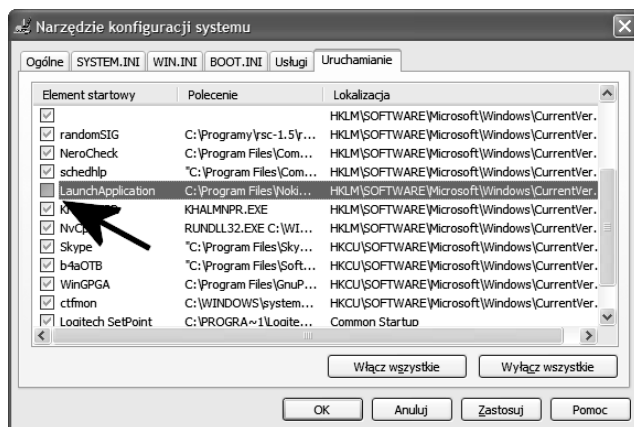 Narzędzie konfiguracji systemu
Ogólne SYSTEM.INI WIN.INI BOOT.INI Usługi Uruchamianie
Element startowy Polecenie Lokalizacja
HKLM\SOFTWARE\Microsoft\Windows\CurrentVer.
randomSIG C:\Programy\rsc-1.5\r... HKLM\SOFTWARE\Microsoft\Windows\CurrentVer.
NeroCheck C:\Program Files\Com... HKLM\SOFTWARE\Microsoft\Windows\CurrentVer.
schedhlp "C:\Program Files\Com... HKLM\SOFTWARE\Microsoft\Windows\CurrentVer.
LaunchApplication C:\Program Files\Noki... HKLM\SOFTWARE\Microsoft\Windows\CurrentVer.
KHALMNPR.EXE HKLM\SOFTWARE\Microsoft\Windows\CurrentVer.
RUNDLL32.EXE C:\WI... HKLM\SOFTWARE\Microsoft\Windows\CurrentVer.
Skype "C:\Program Files\Sky... HKCU\SOFTWARE\Microsoft\Windows\CurrentVer.
b4aOTB "C:\Program Files\Soft... HKCU\SOFTWARE\Microsoft\Windows\CurrentVer.
WinGPGA C:\Program Files\GnuP... HKCU\SOFTWARE\Microsoft\Windows\CurrentVer.
ctfmon C:\WINDOWS\system... HKCU\SOFTWARE\Microsoft\Windows\CurrentVer.
Logitech SetPoint C:\PROGRA~1\Logite... Common Startup
Włącz wszystkie Wyłącz wszystkie
OK Anuluj Zastosuj Pomoc